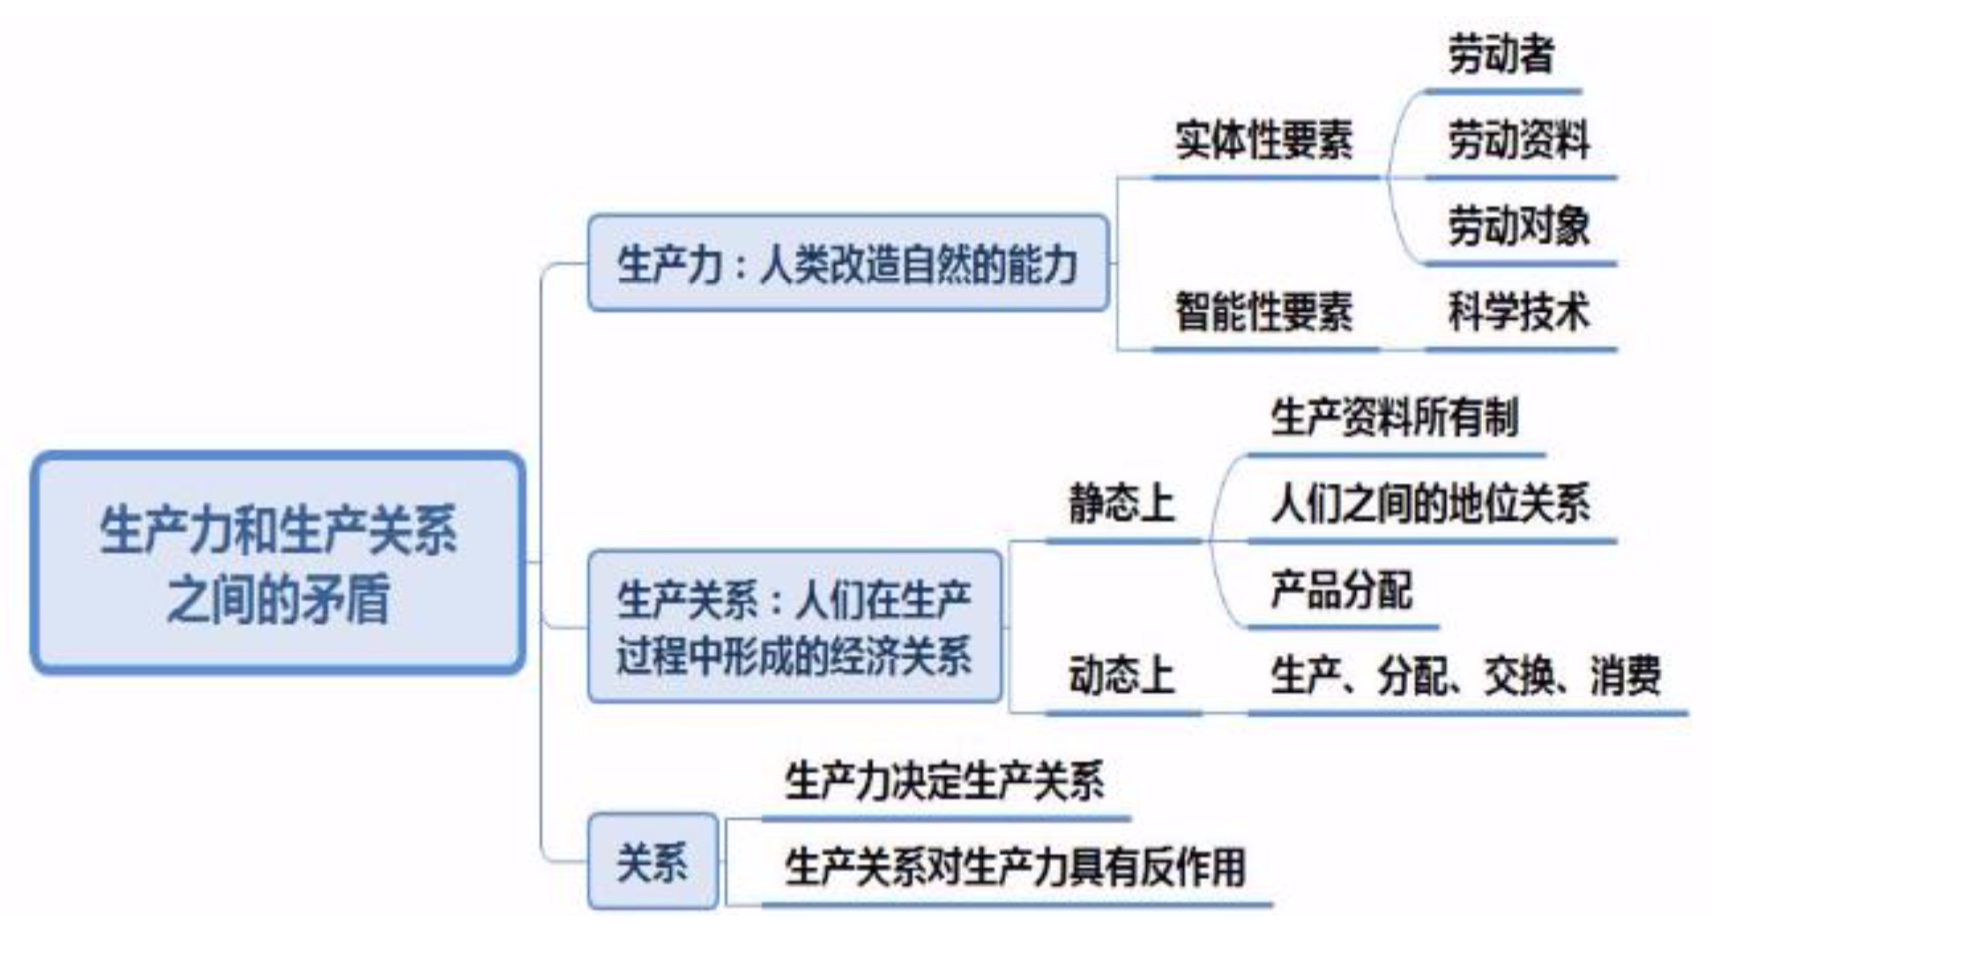 生产力和生产关系
之间的矛盾
生产力：人类改造自然的能力
实体性要素
劳动者
劳动资料
劳动对象
智能性要素
科学技术
生产关系：人们在生产
过程中形成的经济关系
静态上
生产资料所有制
人们之间的地位关系
产品分配
动态上
生产、分配、交换、消费
关系
生产力决定生产关系
生产关系对生产力具有反作用